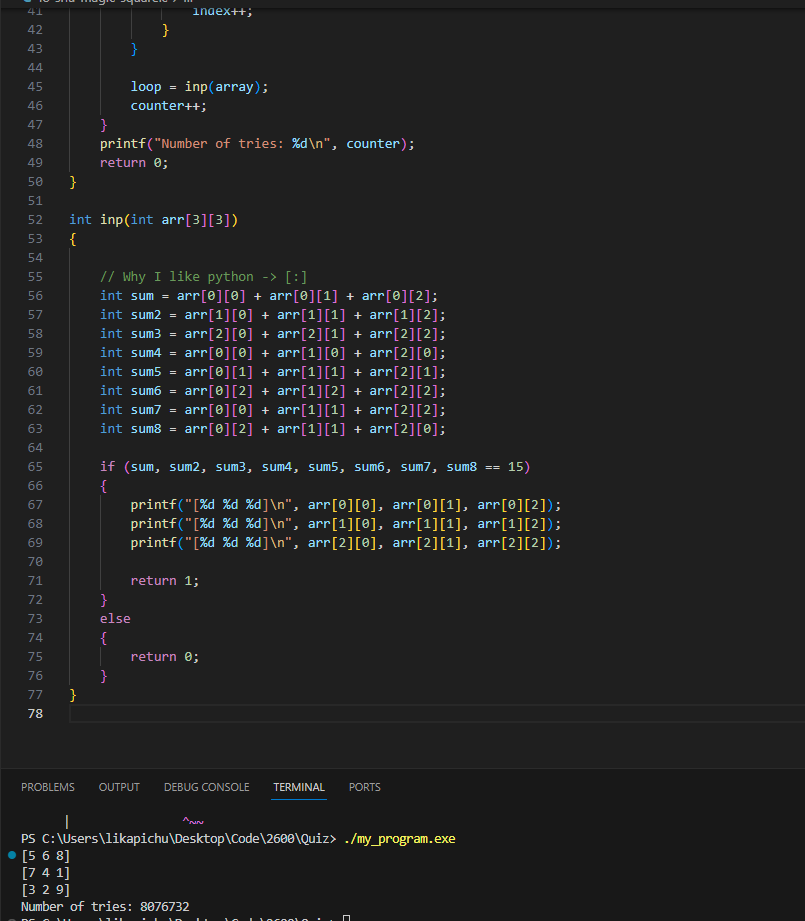 41 index++;
42 }
43 }
44
45 loop = inp(array);
46 counter++;
47 }
48 printf("Number of tries: %d\n", counter);
49 return 0;
50 }
51
52 int inp(int arr[3][3])
53 {
54
55 // Why I like python -> [:]
56 int sum = arr[0][0] + arr[0][1] + arr[0][2];
57 int sum2 = arr[1][0] + arr[1][1] + arr[1][2];
58 int sum3 = arr[2][0] + arr[2][1] + arr[2][2];
59 int sum4 = arr[0][0] + arr[1][0] + arr[2][0];
60 int sum5 = arr[0][1] + arr[1][1] + arr[2][1];
61 int sum6 = arr[0][2] + arr[1][2] + arr[2][2];
62 int sum7 = arr[0][0] + arr[1][1] + arr[2][2];
63 int sum8 = arr[0][2] + arr[1][1] + arr[2][0];
64
65 if (sum, sum2, sum3, sum4, sum5, sum6, sum7, sum8 == 15)
66 {
67 printf("[%d %d %d]\n", arr[0][0], arr[0][1], arr[0][2]);
68 printf("[%d %d %d]\n", arr[1][0], arr[1][1], arr[1][2]);
69 printf("[%d %d %d]\n", arr[2][0], arr[2][1], arr[2][2]);
70
71 return 1;
72 }
73 else
74 {
75 return 0;
76 }
77 }
78
PROBLEMS OUTPUT DEBUG CONSOLE TERMINAL PORTS
| ^~~
PS C:\Users\likapichu\Desktop\Code\2600\Quiz> ./my_program.exe
[5 6 8]
[7 4 1]
[3 2 9]
Number of tries: 8076732
PS C:\Users\likapichu\Desktop\Code\2600\Quiz>